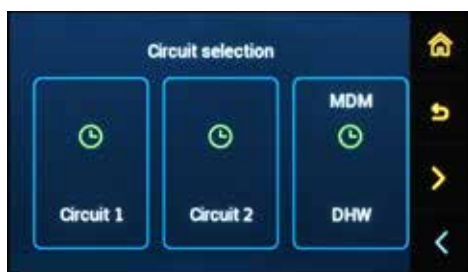 Circuit selection
MDM
Circuit 1
Circuit 2
DHW